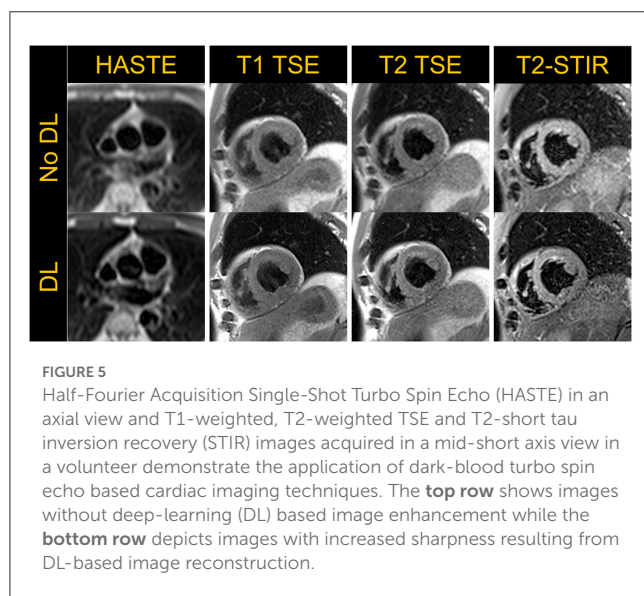 HASTE T1 TSE T2 TSE T2-STIR
No DL
DL
FIGURE 5
Half-Fourier Acquisition Single-Shot Turbo Spin Echo (HASTE) in an
axial view and T1-weighted, T2-weighted TSE and T2-short tau
inversion recovery (STIR) images acquired in a mid-short axis view in
a volunteer demonstrate the application of dark-blood turbo spin
echo based cardiac imaging techniques. The top row shows images
without deep-learning (DL) based image enhancement while the
bottom row depicts images with increased sharpness resulting from
DL-based image reconstruction.